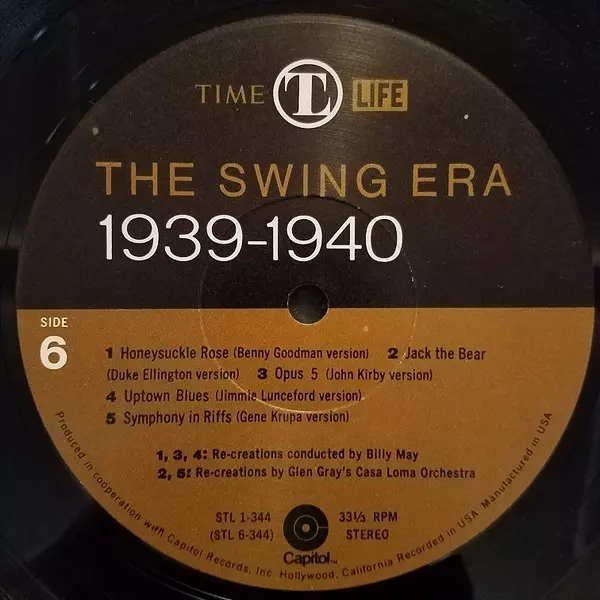 TIME TL LIFE
THE SWING ERA
1939-1940
SIDE
6
1 Honeysuckle Rose (Benny Goodman version) 2 Jack the Bear
(Duke Ellington version) 3 Opus 5 (John Kirby version)
4 Uptown Blues (Jimmie Lunceford version)
5 Symphony in Riffs (Gene Krupa version)
1, 3, 4: Re-creations conducted by Billy May
2, 5: Re-creations by Glen Gray's Casa Loma Orchestra
STL 1-344 33⅓ RPM
(STL 6-344) STEREO
Capitol™
Produced in cooperation with Capitol Records, Inc. Hollywood, California Recorded in USA Manufactured in USA